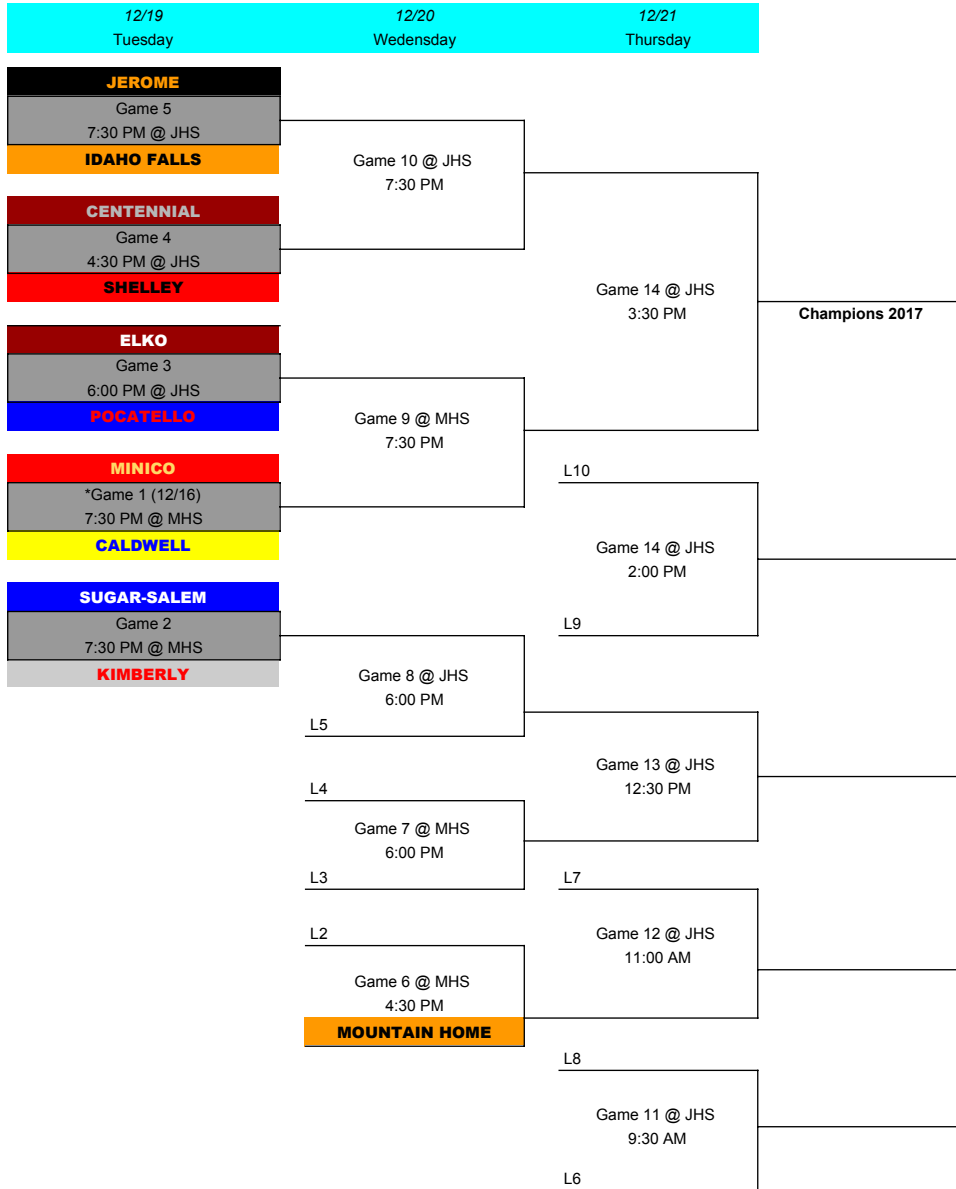 12/19
Tuesday
12/20
Wedensday
12/21
Thursday
JEROME
Game 5
7:30 PM @ JHS
IDAHO FALLS
Game 10 @ JHS
7:30 PM
CENTENNIAL
Game 4
4:30 PM @ JHS
SHELLEY
Game 14 @ JHS
3:30 PM
Champions 2017
ELKO
Game 3
6:00 PM @ JHS
POCATELLO
Game 9 @ MHS
7:30 PM
MINICO
*Game 1 (12/16)
7:30 PM @ MHS
CALDWELL
L10
Game 14 @ JHS
2:00 PM
L9
SUGAR-SALEM
Game 2
7:30 PM @ MHS
KIMBERLY
Game 8 @ JHS
6:00 PM
L5
Game 13 @ JHS
12:30 PM
L4
Game 7 @ MHS
6:00 PM
L3
L7
Game 12 @ JHS
11:00 AM
L2
Game 6 @ MHS
4:30 PM
MOUNTAIN HOME
L8
Game 11 @ JHS
9:30 AM
L6